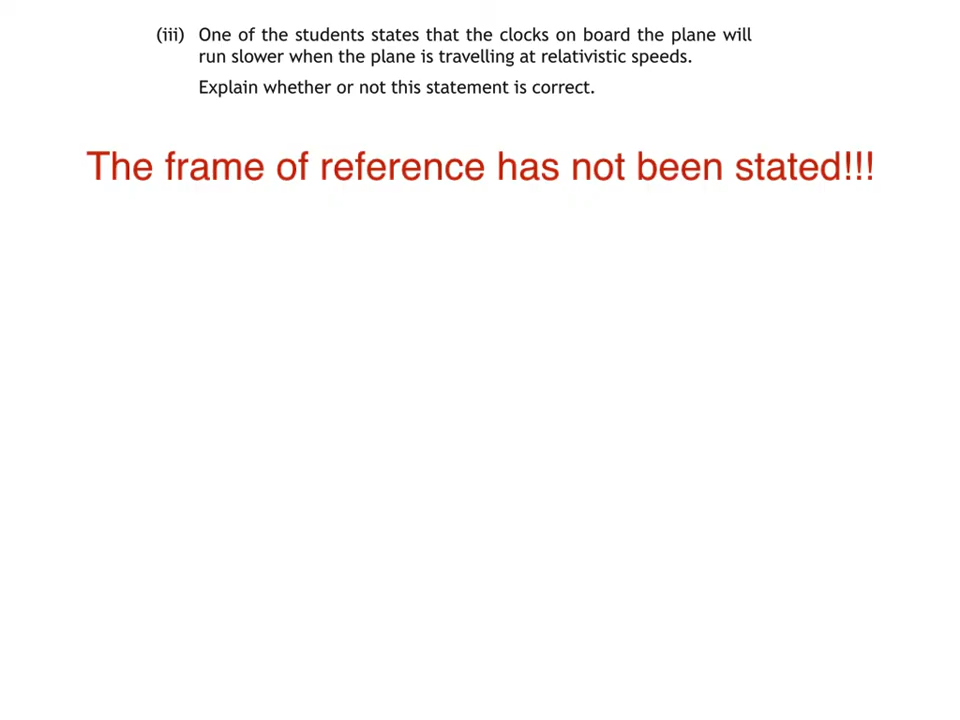 (iii) One of the students states that the clocks on board the plane will
run slower when the plane is travelling at relativistic speeds.
Explain whether or not this statement is correct.
The frame of reference has not been stated!!!